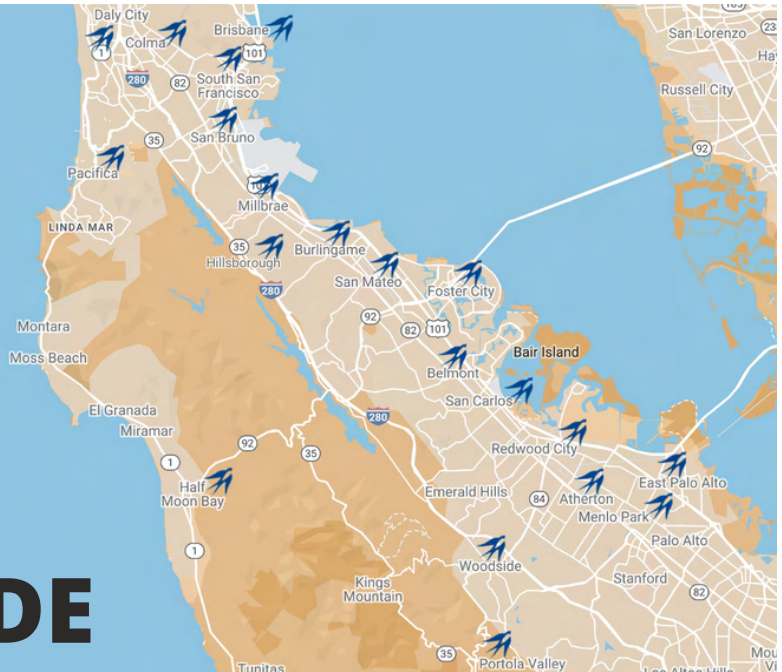 Daly City
Colma
Brisbane
101
1
280
82
South San
Francisco
San Lorenzo
Russell City
35
San Bruno
92
Pacifica
Millbrae
LINDA MAR
35
Hillsborough
Burlingame
280
San Mateo
Foster City
92
82
101
Montara
Moss Beach
Bair Island
Belmont
San Carlos
El Granada
Miramar
280
92
35
1
Redwood City
Half
Moon Bay
Emerald Hills
84
Atherton
East Palo Alto
Menlo Park
Palo Alto
1
Woodside
Stanford
82
Kings
Mountain
DE
35
Portola Valley
Tunitas